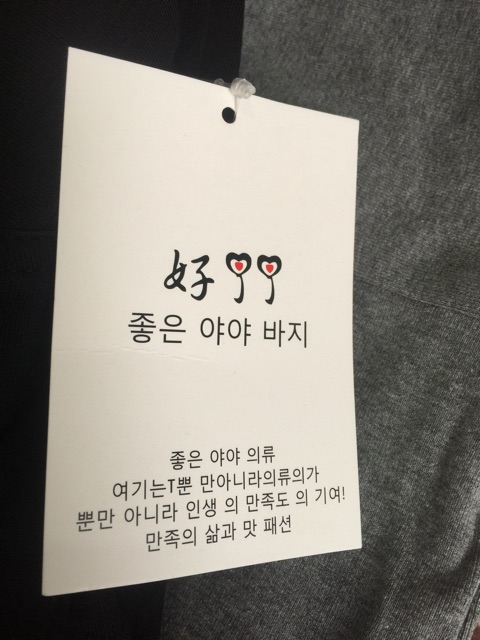 好丫丫
좋은 야야 바지
좋은 야야 의류
여기는T뿐 만아니라의류의가
뿐만 아니라 인생 의 만족도 의 기여!
만족의 삶과 맛 패션